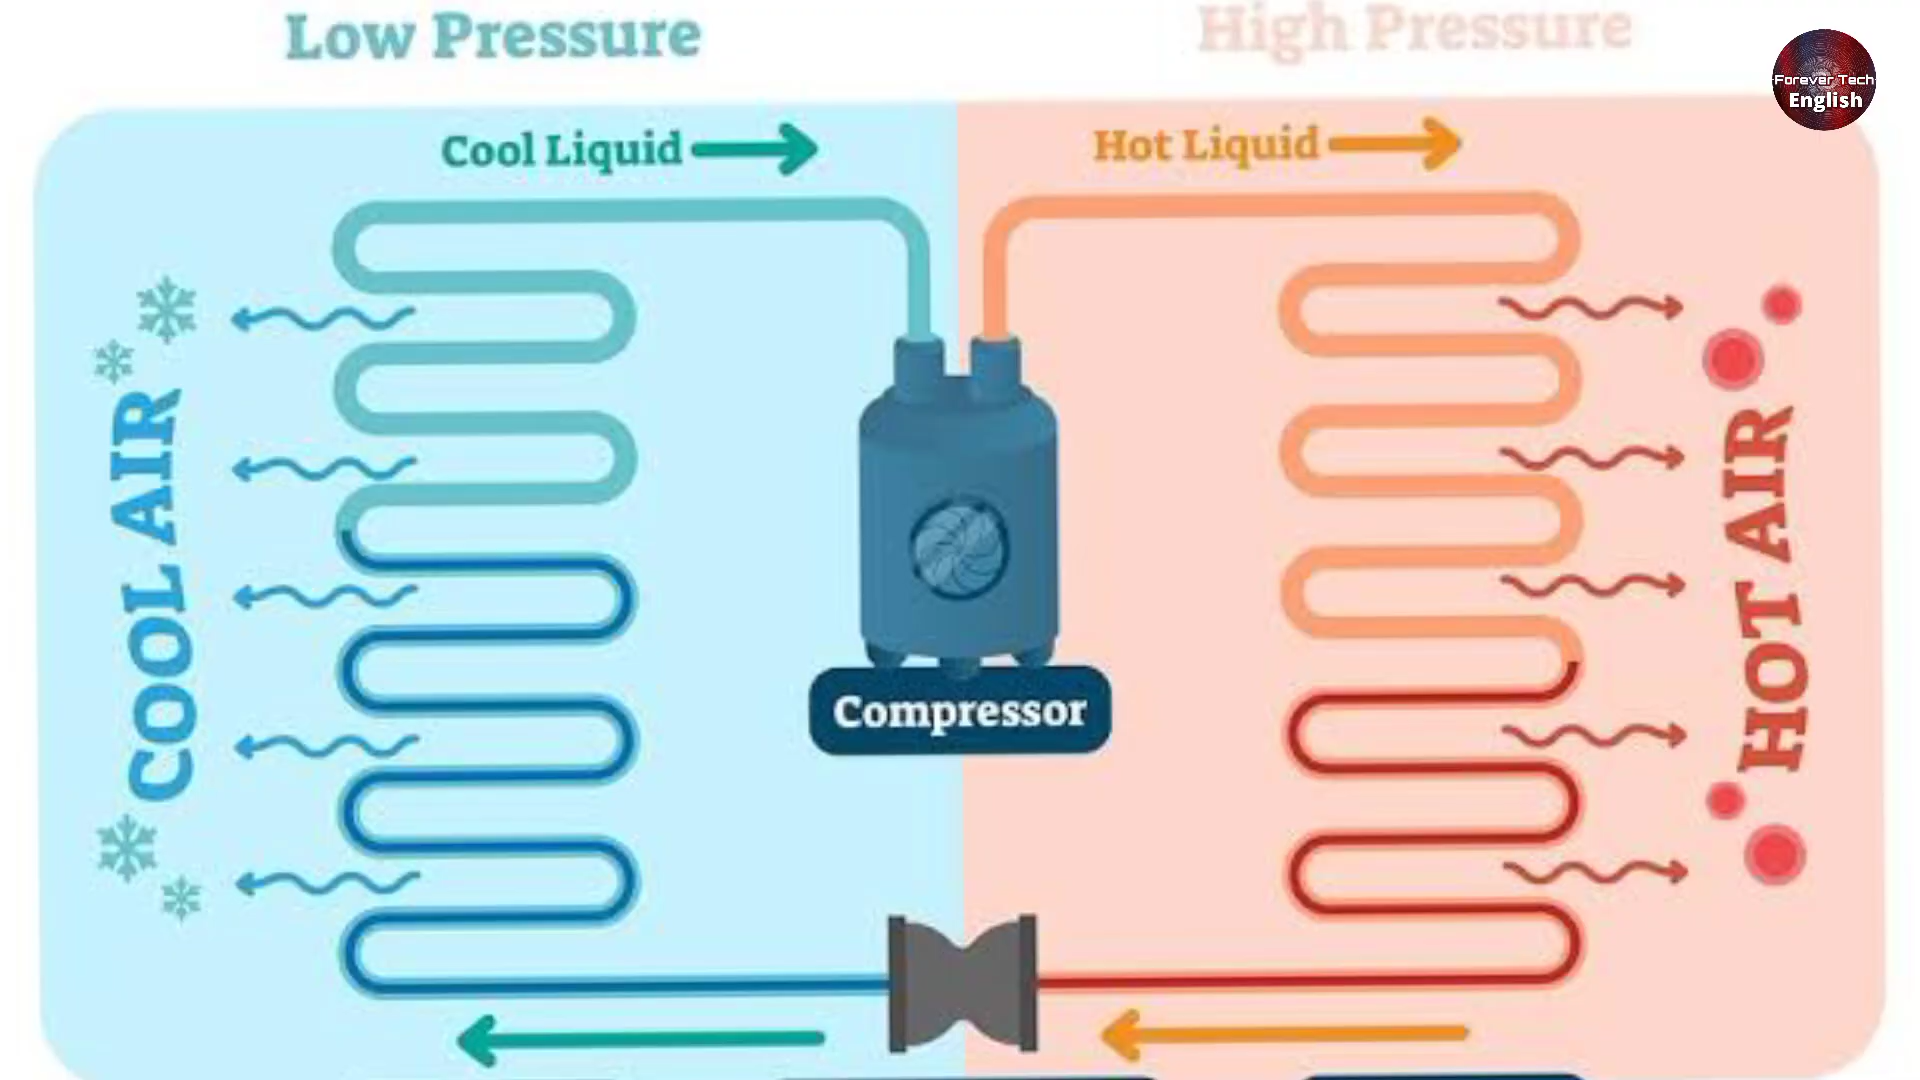 Low Pressure
High Pressure
Forever Tech
English
Cool Liquid
Hot Liquid
COOL AIR
HOT AIR
Compressor